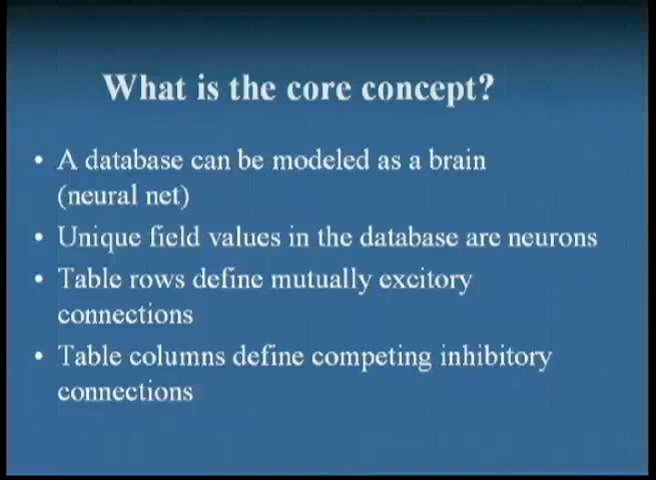 What is the core concept?
• A database can be modeled as a brain
(neural net)
• Unique field values in the database are neurons
• Table rows define mutually excitory
connections
• Table columns define competing inhibitory
connections